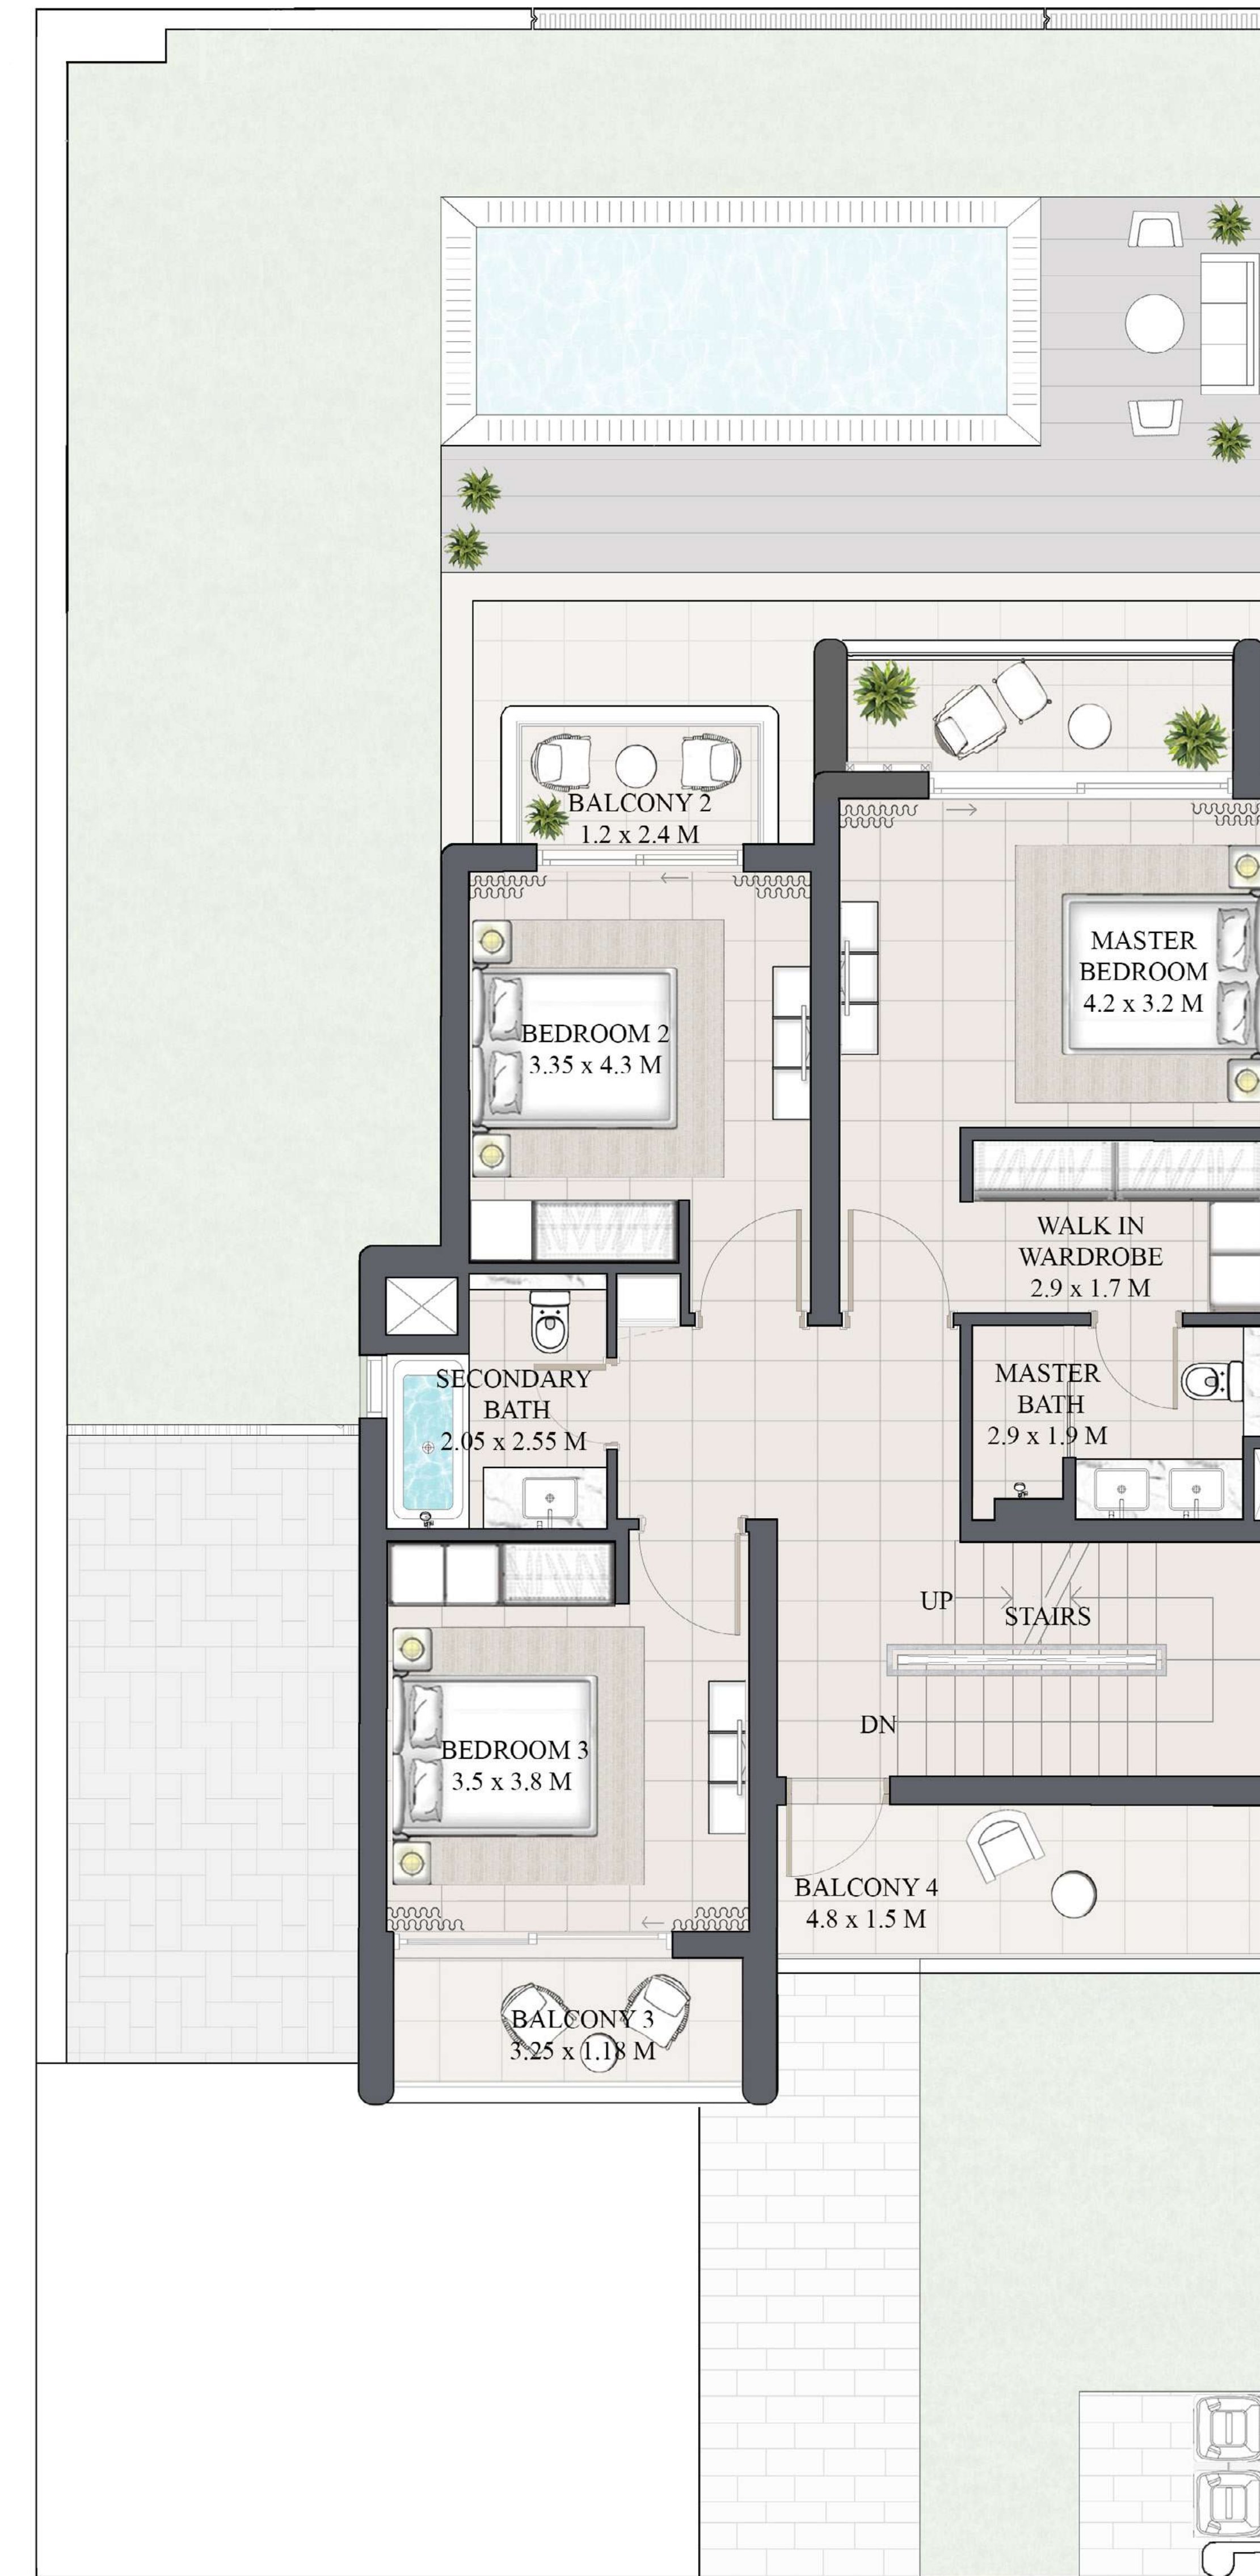 BALCONY 2
1.2 x 2.4 M
MASTER
BEDROOM
4.2 x 3.2 M
BEDROOM 2
3.35 x 4.3 M
WALK IN
WARDROBE
2.9 x 1.7 M
SECONDARY
BATH
2.05 x 2.55 M
MASTER
BATH
2.9 x 1.9 M
UP
STAIRS
DN
BEDROOM 3
3.5 x 3.8 M
BALCONY 4
4.8 x 1.5 M
BALCONY 3
3.25 x 1.18 M